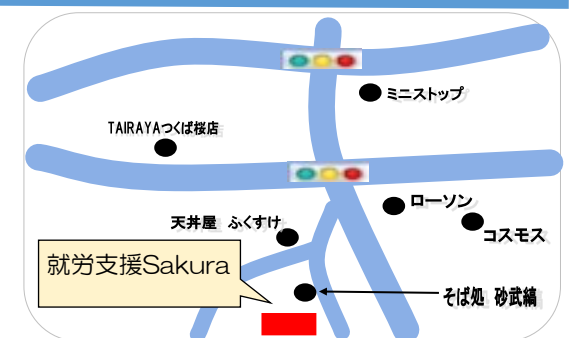 ミニストップ
TAIRAYAつくば桜店
ローソン
天丼屋 ふくすけ
コスモス
就労支援Sakura
そば処 砂武縞